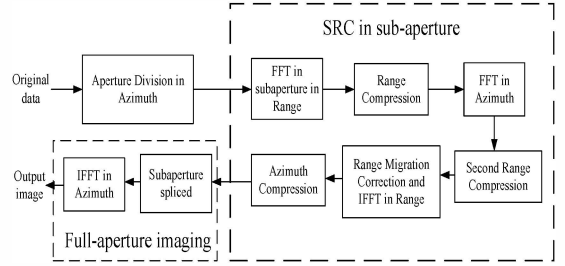 SRC in sub-aperture
Original
data
Aperture Division in
Azimuth
FFT in
subaperture in
Range
Range
Compression
FFT in
Azimuth
Second Range
Compression
Range Migration
Correction and
IFFT in Range
Azimuth
Compression
Subaperture
spliced
IFFT in
Azimuth
Output
image
Full-aperture imaging